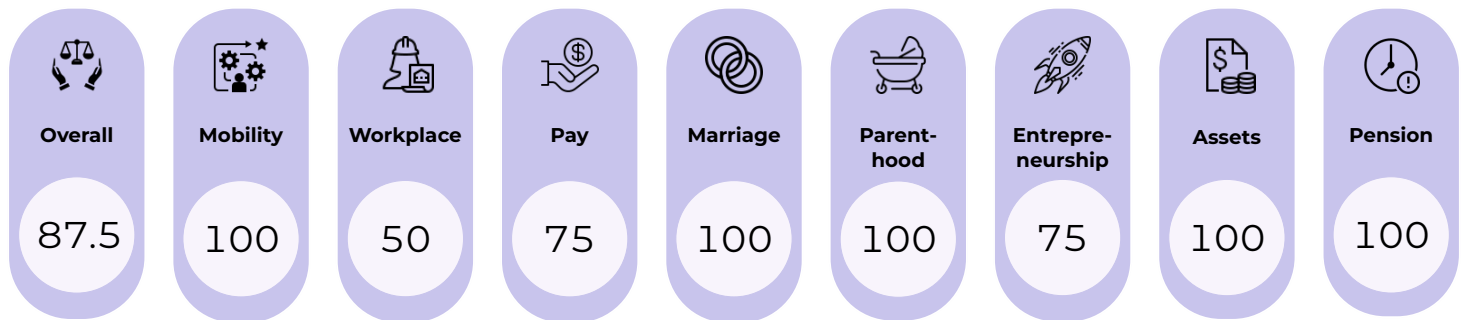 Overall
87.5
Mobility
100
Workplace
50
Pay
75
Marriage
100
Parent-
hood
100
Entrepre-
neurship
75
Assets
100
Pension
100